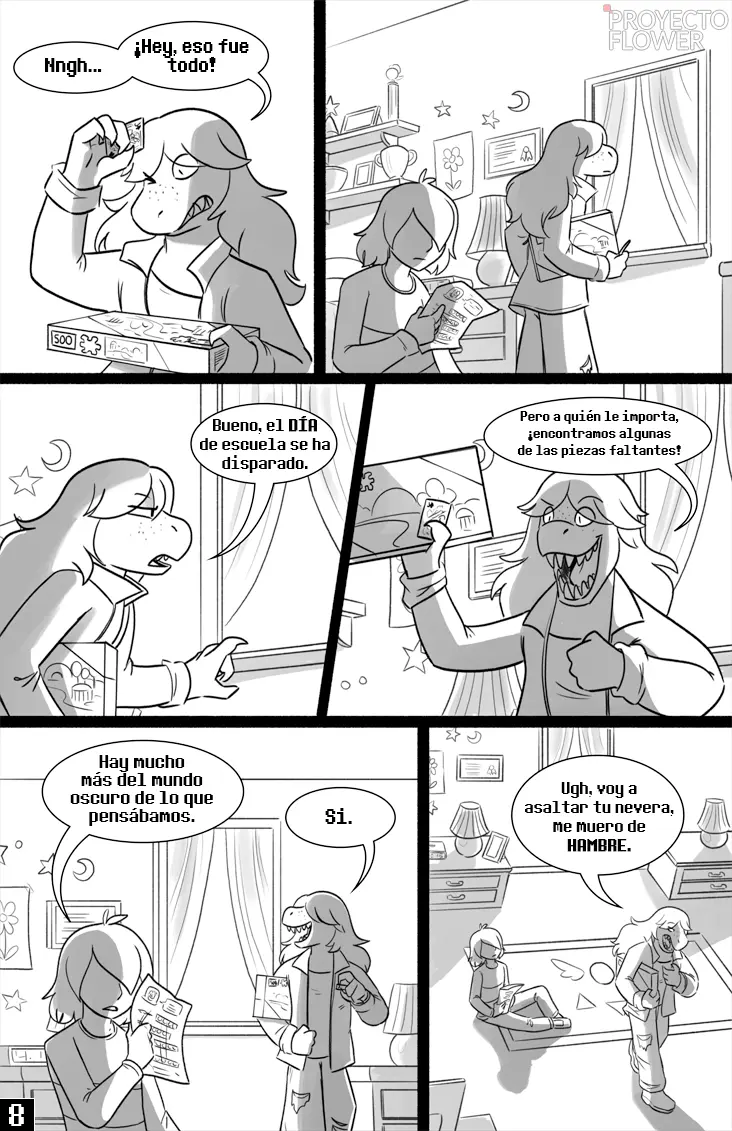 PROYECTO
FLOWER
Nngh...
¡Hey, eso fue
todo!
500
Bueno, el DÍA
de escuela se ha
disparado.
Pero a quién le importa,
¡encontramos algunas
de las piezas faltantes!
Hay mucho
más del mundo
oscuro de lo que
pensábamos.
Si.
Ugh, voy a
asaltar tu nevera,
me muero de
HAMBRE.
8